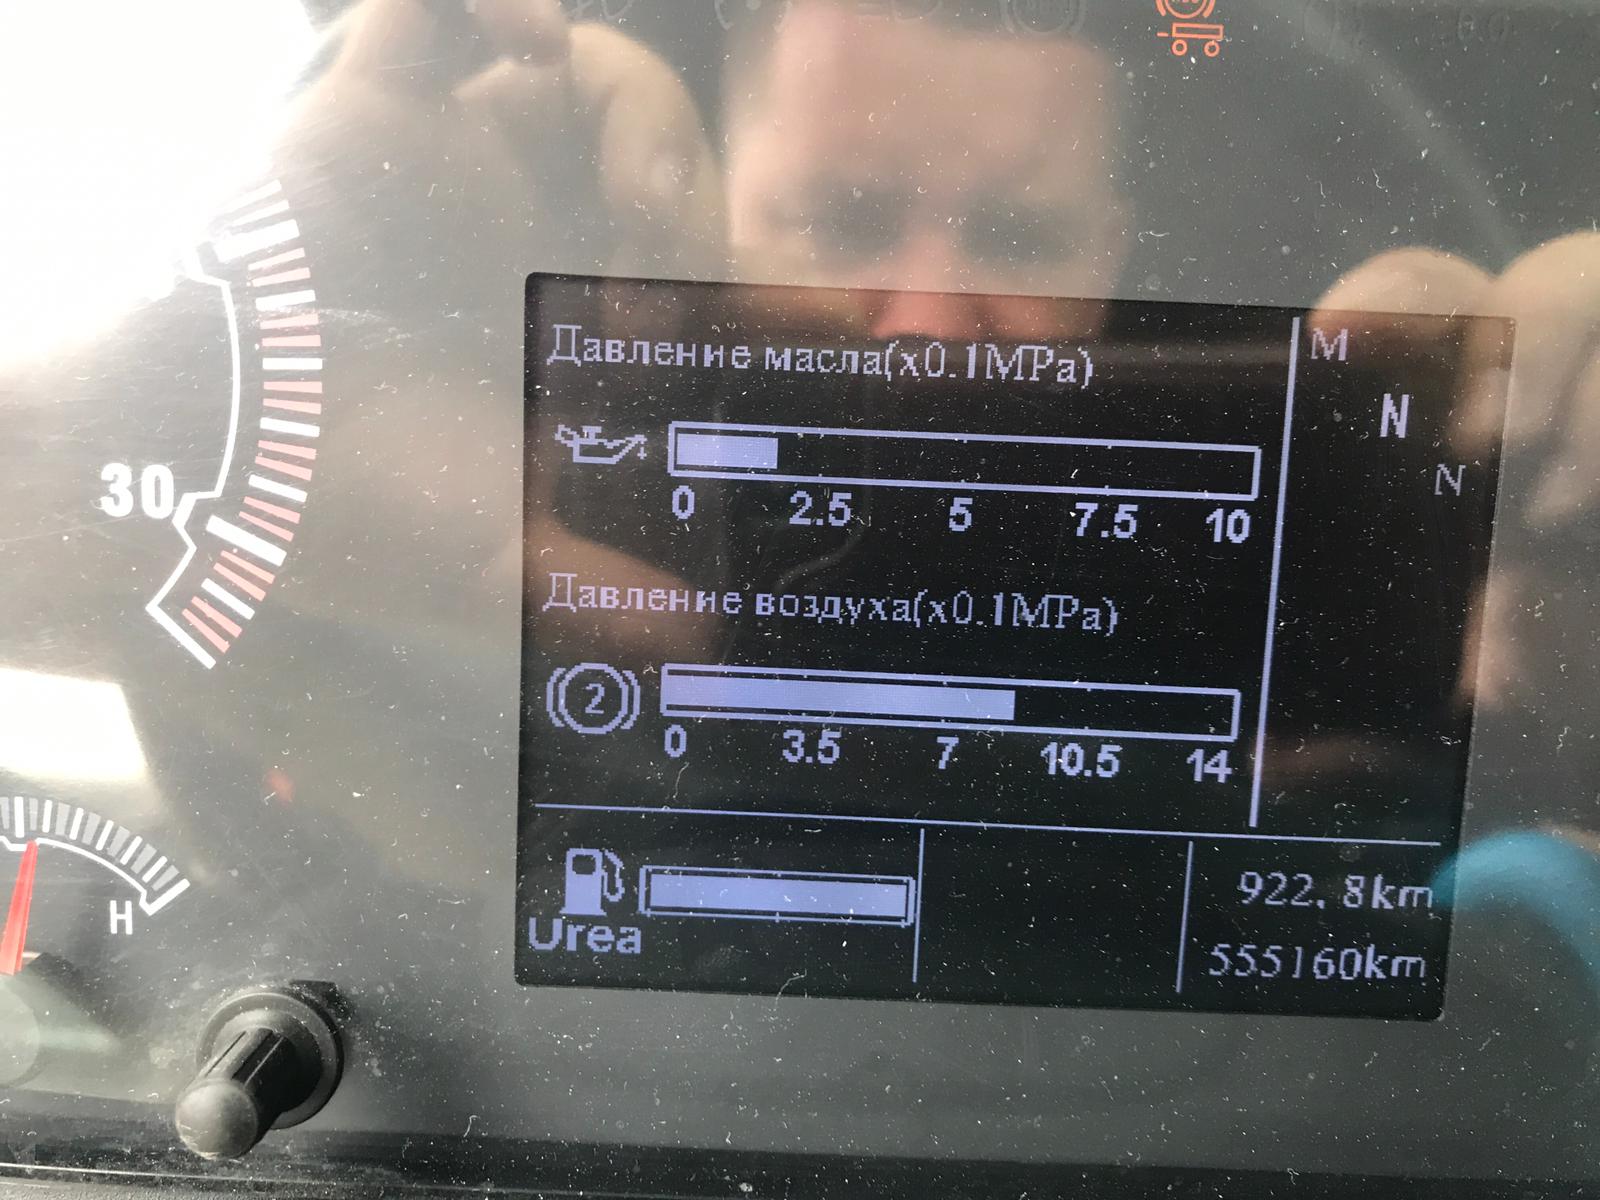 Давление масла(x0.1MPa)
M
N
N
0 2.5 5 7.5 10
30
Давление воздуха(x0.1MPa)
2
0 3.5 7 10.5 14
H
Urea
922.8km
555160km